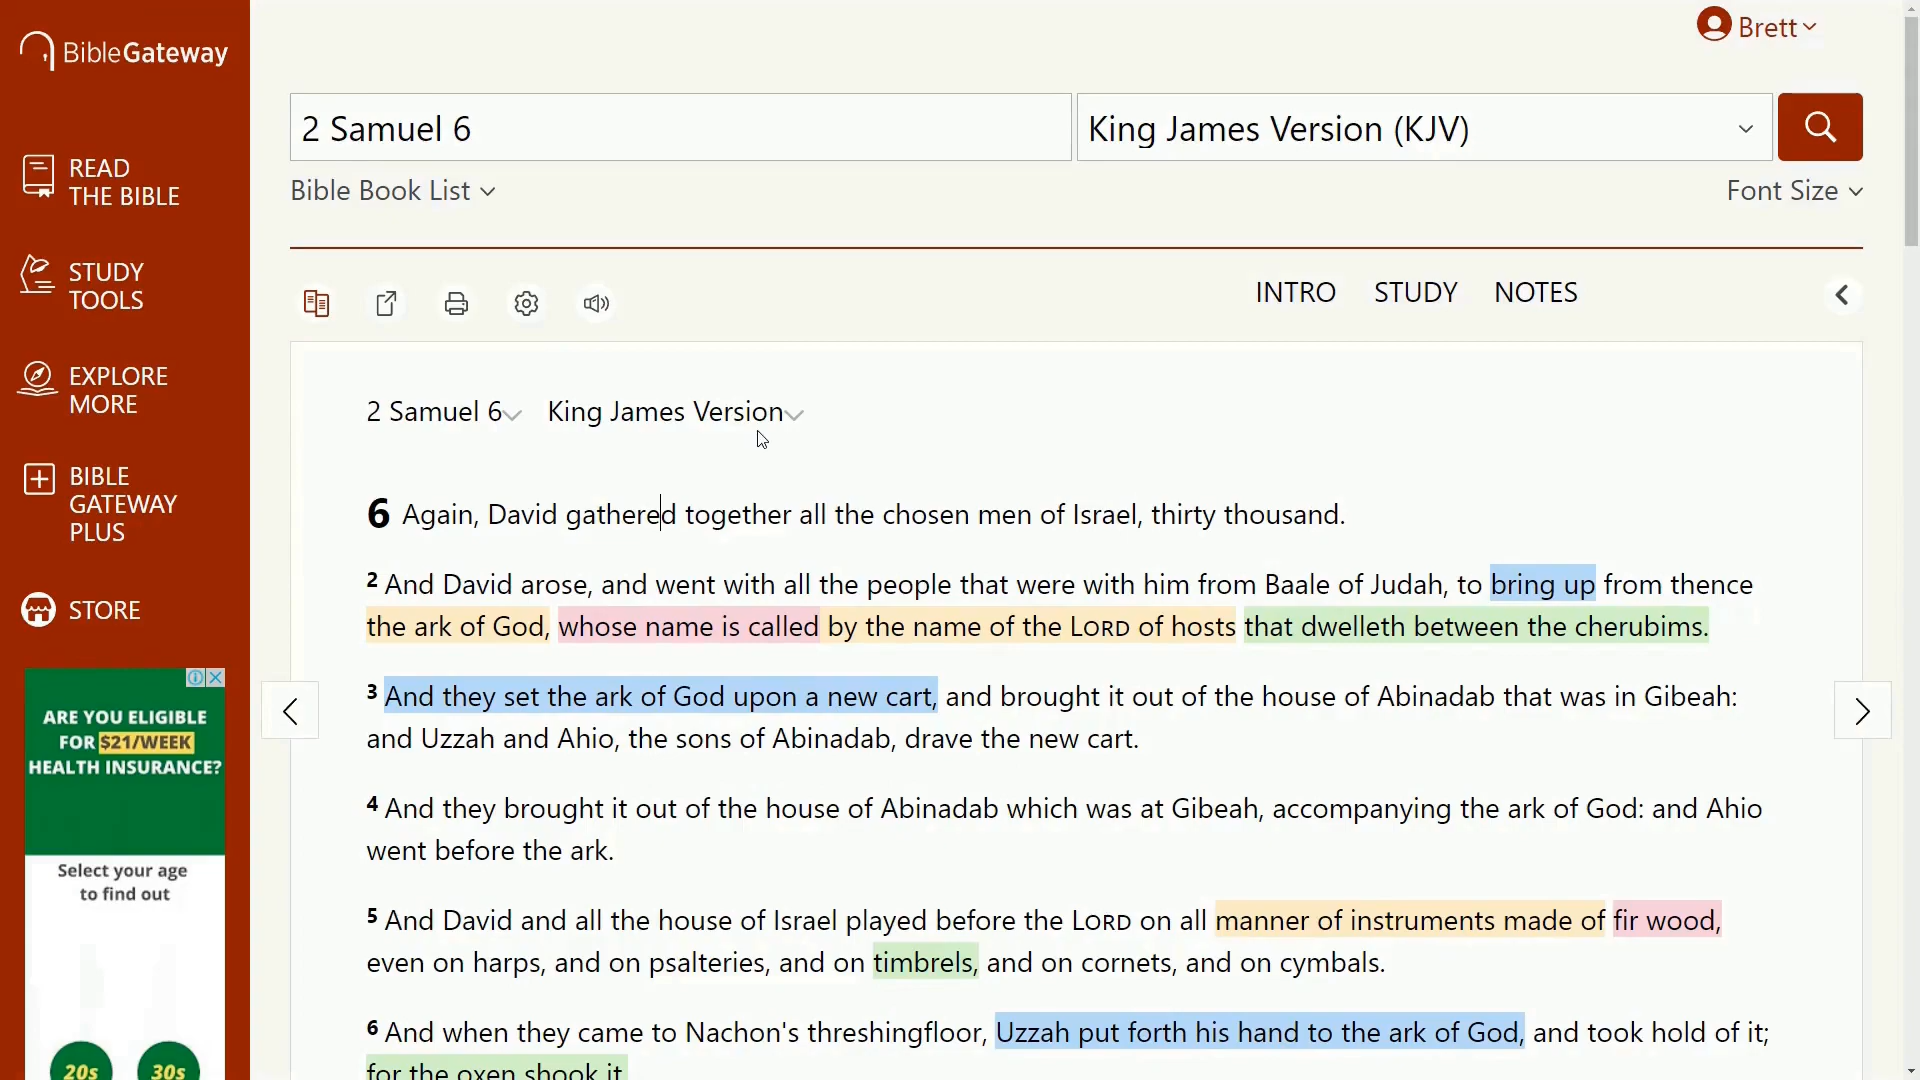 BibleGateway
Brett
2 Samuel 6
King James Version (KJV)
Bible Book List
Font Size
READ
THE BIBLE
STUDY
TOOLS
EXPLORE
MORE
BIBLE
GATEWAY
PLUS
STORE
ARE YOU ELIGIBLE
FOR $21/WEEK
HEALTH INSURANCE?
Select your age
to find out
20s
30s
INTRO
STUDY
NOTES
2 Samuel 6
King James Version
6 Again, David gathered together all the chosen men of Israel, thirty thousand.
2 And David arose, and went with all the people that were with him from Baale of Judah, to bring up from thence
the ark of God, whose name is called by the name of the LORD of hosts that dwelleth between the cherubims.
3 And they set the ark of God upon a new cart, and brought it out of the house of Abinadab that was in Gibeah:
and Uzzah and Ahio, the sons of Abinadab, drave the new cart.
4 And they brought it out of the house of Abinadab which was at Gibeah, accompanying the ark of God: and Ahio
went before the ark.
5 And David and all the house of Israel played before the LORD on all manner of instruments made of fir wood,
even on harps, and on psalteries, and on timbrels, and on cornets, and on cymbals.
6 And when they came to Nachon's threshingfloor, Uzzah put forth his hand to the ark of God, and took hold of it;
for the oxen shook it